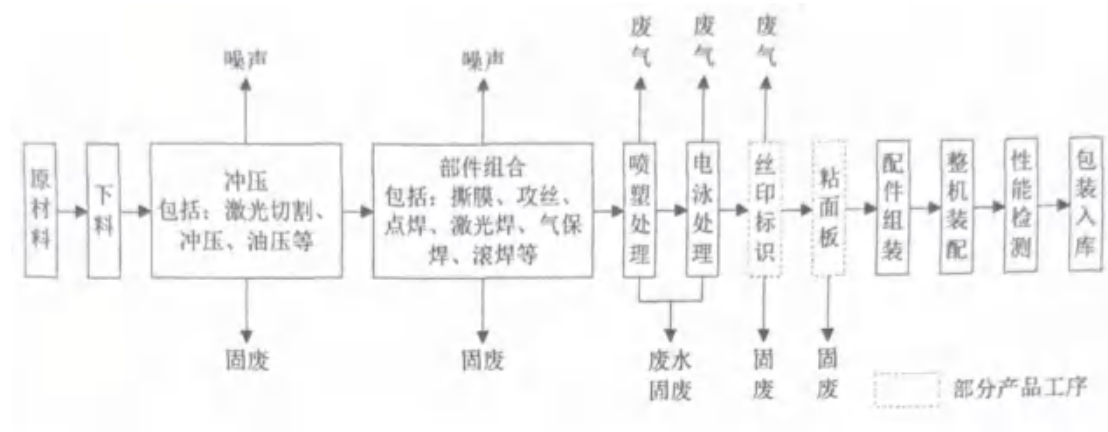 废气
废气
废气
噪声
噪声
原材料
下料
冲压
包括：激光切割、
冲压、油压等
部件组合
包括：撕膜、攻丝、
点焊、激光焊、气保
焊、滚焊等
喷塑处理
电泳处理
丝印标识
粘面板
配件组装
整机装配
性能检测
包装入库
固废
固废
废水
固废
固废
固废
部分产品工序